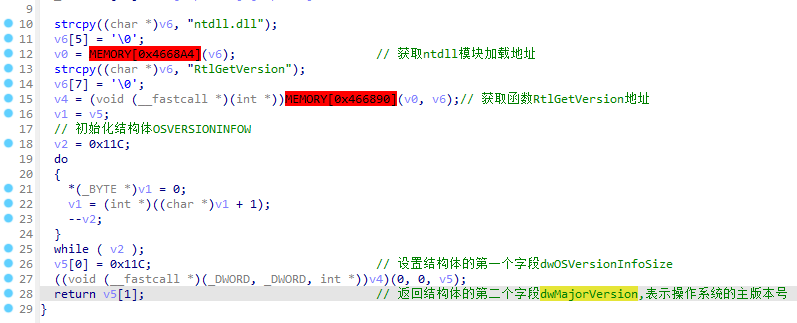 9
10 strcpy((char *)v6, "ntdll.dll");
11 v6[5] = '\0';
12 v0 = MEMORY[0x4668A4](v6); // 获取ntdll模块加载地址
13 strcpy((char *)v6, "RtlGetVersion");
14 v6[7] = '\0';
15 v4 = (void (__fastcall *)(int *))MEMORY[0x466890](v0, v6);// 获取函数RtlGetVersion地址
16 v1 = v5;
17 // 初始化结构体OSVERSIONINFOW
18 v2 = 0x11C;
19 do
20 {
21 *(_BYTE *)v1 = 0;
22 v1 = (int *)((char *)v1 + 1);
23 --v2;
24 }
25 while ( v2 );
26 v5[0] = 0x11C; // 设置结构体的第一个字段dwOSVersionInfoSize
27 ((void (__fastcall *)(_DWORD, _DWORD, int *))v4)(0, 0, v5);
28 return v5[1]; // 返回结构体的第二个字段dwMajorVersion,表示操作系统的主版本号
29 }